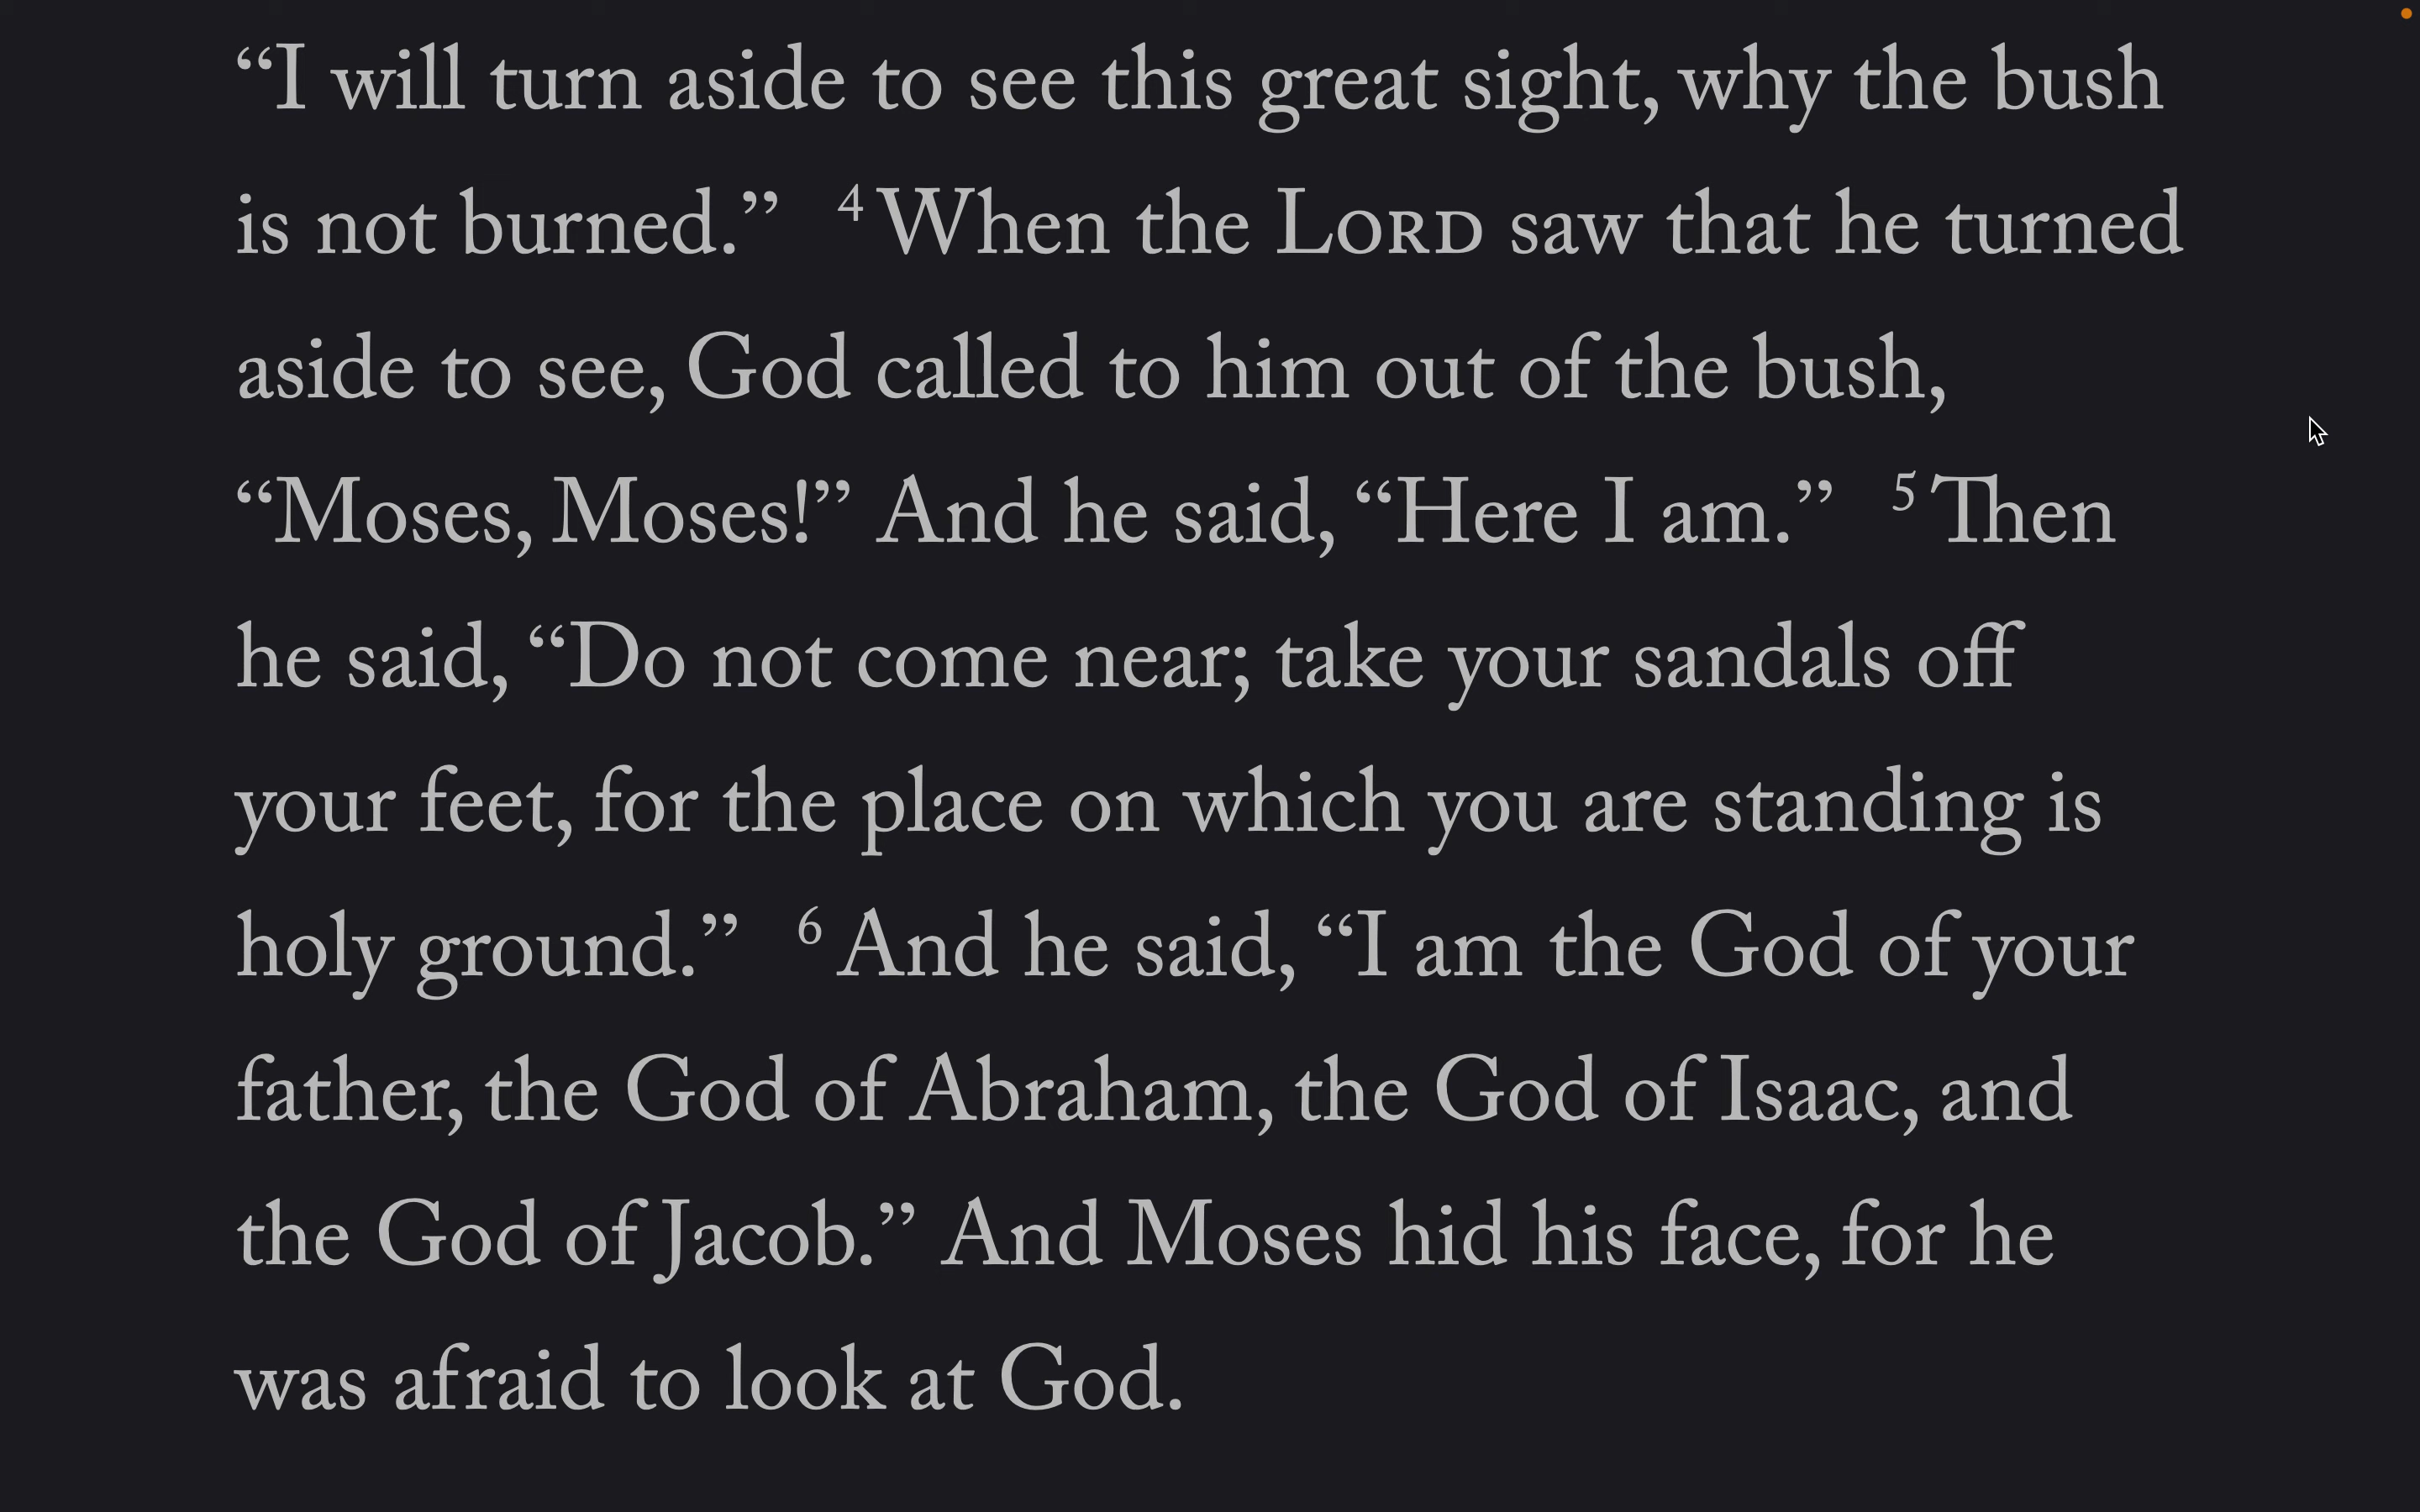 “I will turn aside to see this great sight, why the bush
is not burned.” 4 When the LORD saw that he turned
aside to see, God called to him out of the bush,
“Moses, Moses!” And he said, “Here I am.” 5 Then
he said, “Do not come near; take your sandals off
your feet, for the place on which you are standing is
holy ground.” 6 And he said, “I am the God of your
father, the God of Abraham, the God of Isaac, and
the God of Jacob.” And Moses hid his face, for he
was afraid to look at God.